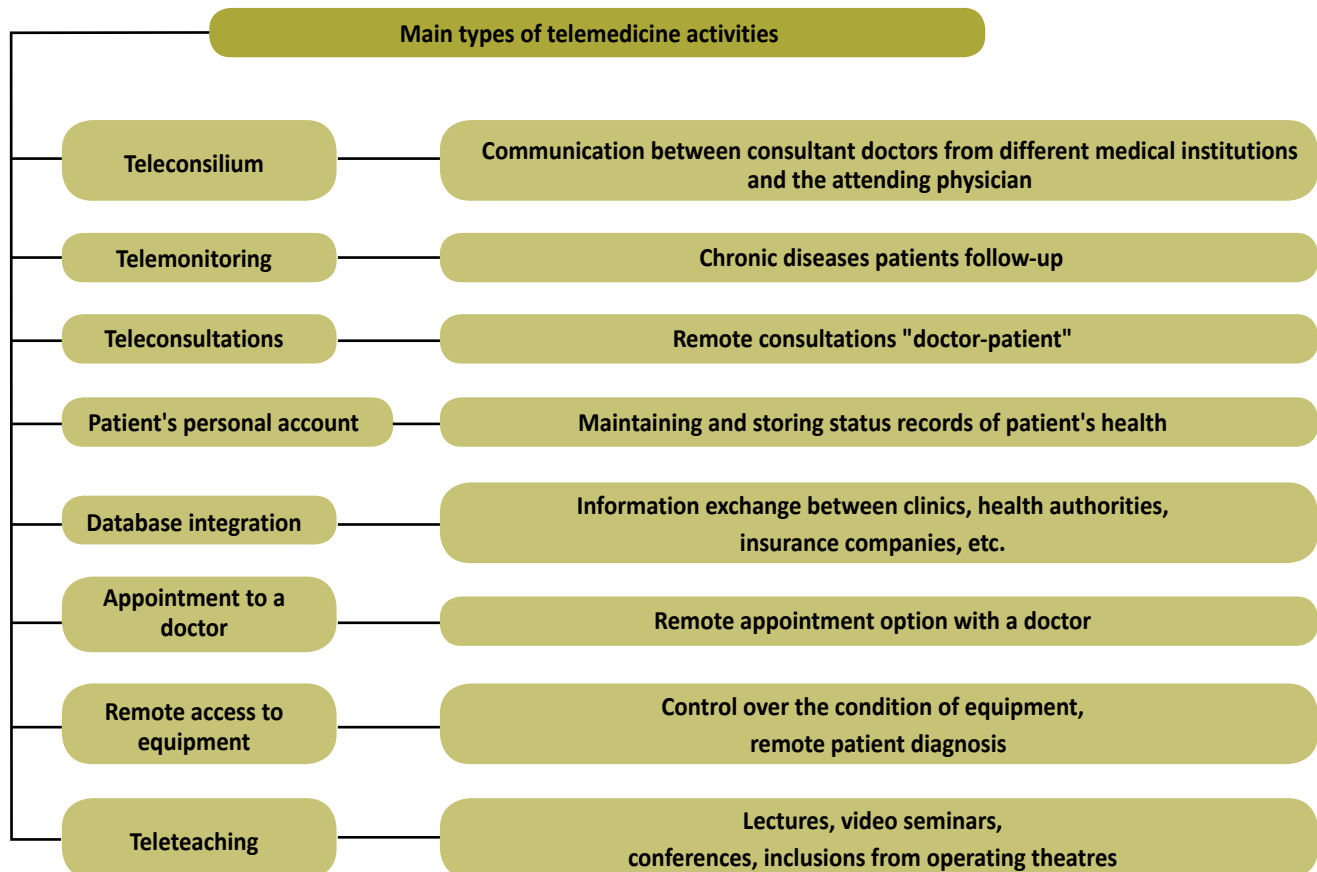 Main types of telemedicine activities
Teleconsilium
Communication between consultant doctors from different medical institutions
and the attending physician
Telemonitoring
Chronic diseases patients follow-up
Teleconsultations
Remote consultations "doctor-patient"
Patient's personal account
Maintaining and storing status records of patient's health
Database integration
Information exchange between clinics, health authorities,
insurance companies, etc.
Appointment to a
doctor
Remote appointment option with a doctor
Remote access to
equipment
Control over the condition of equipment,
remote patient diagnosis
Teleteaching
Lectures, video seminars,
conferences, inclusions from operating theatres